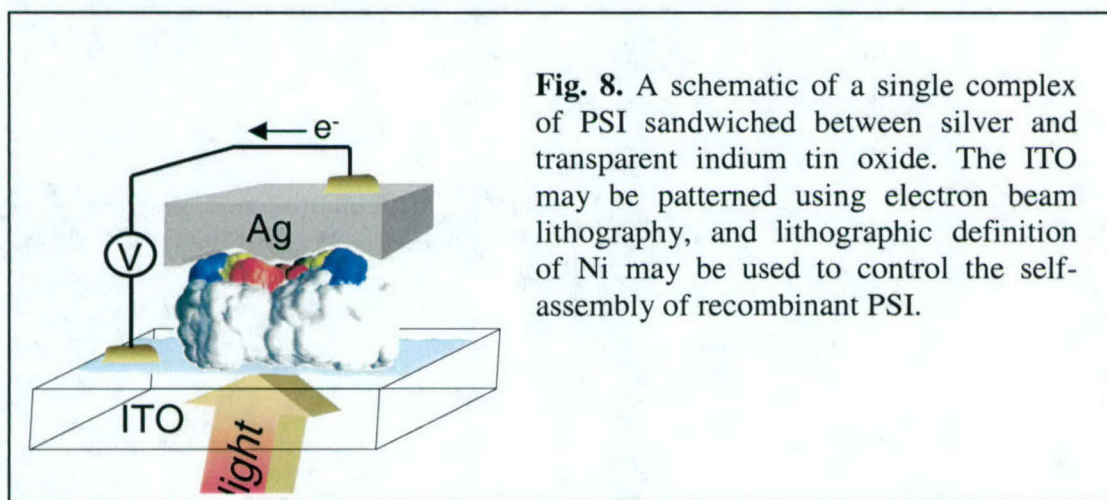 e-
Ag
V
ITO
light
Fig. 8. A schematic of a single complex
of PSI sandwiched between silver and
transparent indium tin oxide. The ITO
may be patterned using electron beam
lithography, and lithographic definition
of Ni may be used to control the self-
assembly of recombinant PSI.